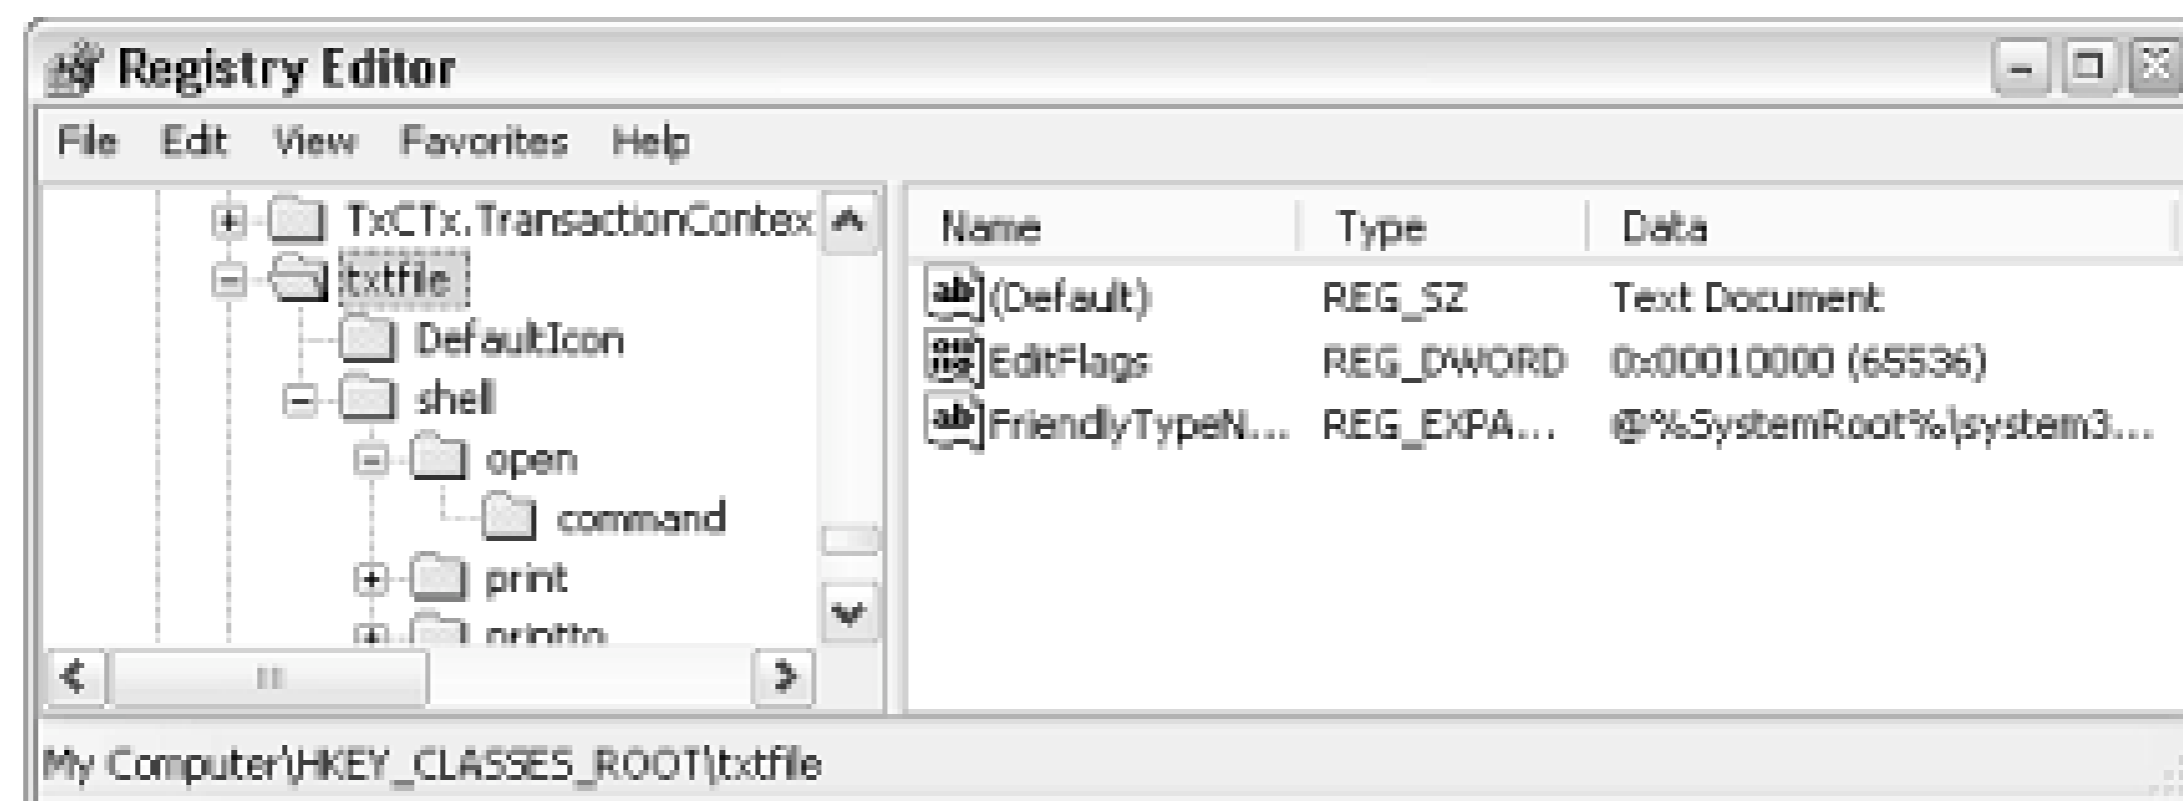 Registry Editor
File Edit View Favorites Help
TxCTx.TransactionContex
txtfile
DefaultIcon
shell
open
command
print
printto
Name Type Data
(Default) REG_SZ Text Document
EditFlags REG_DWORD 0x00010000 (65536)
FriendlyTypeN... REG_EXPA... @%SystemRoot%\system3...
My Computer\HKEY_CLASSES_ROOT\txtfile